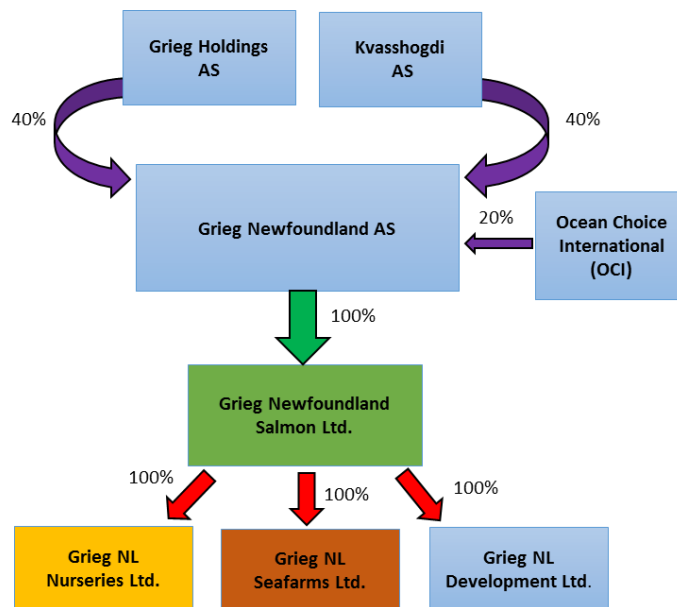 Grieg Holdings
AS
Kvasshogdi
AS
40%
40%
Grieg Newfoundland AS
20%
Ocean Choice
International
(OCI)
100%
Grieg Newfoundland
Salmon Ltd.
100%
100%
100%
Grieg NL
Nurseries Ltd.
Grieg NL
Seafarms Ltd.
Grieg NL
Development Ltd.